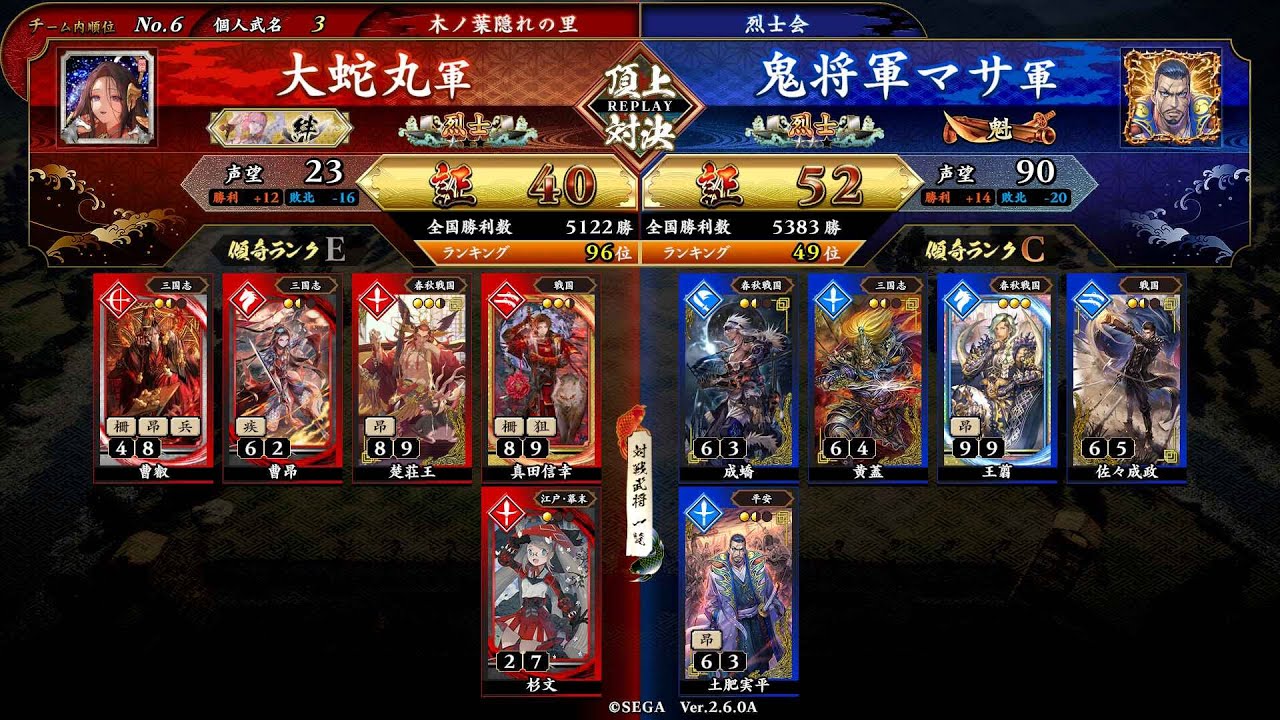 チーム内順位 No.6 個人武名 3
木ノ葉隠れの里
烈士会
大蛇丸軍
頂上
REPLAY
対決
鬼将軍マサ軍
絆
烈士
烈士
魁
声望 23
勝利 +12 敗北 -16
証 40
証 52
声望 90
勝利 +14 敗北 -20
全国勝利数 5122勝
全国勝利数 5383勝
傾奇ランク E
ランキング 96位
ランキング 49位
傾奇ランク C
三国志
三国志
春秋戦国
戦国
春秋戦国
三国志
春秋戦国
戦国
柵 昂 兵
疾
昂
柵 狙
昂
4 8
6 2
8 9
8 9
6 3
6 4
9 9
6 5
曹叡
曹昂
楚荘王
真田信幸
成蟜
黄蓋
王翦
佐々成政
対戦武将一覧
江戸・幕末
平安
昂
2 7
6 3
杉文
土肥実平
©SEGA Ver.2.6.0A